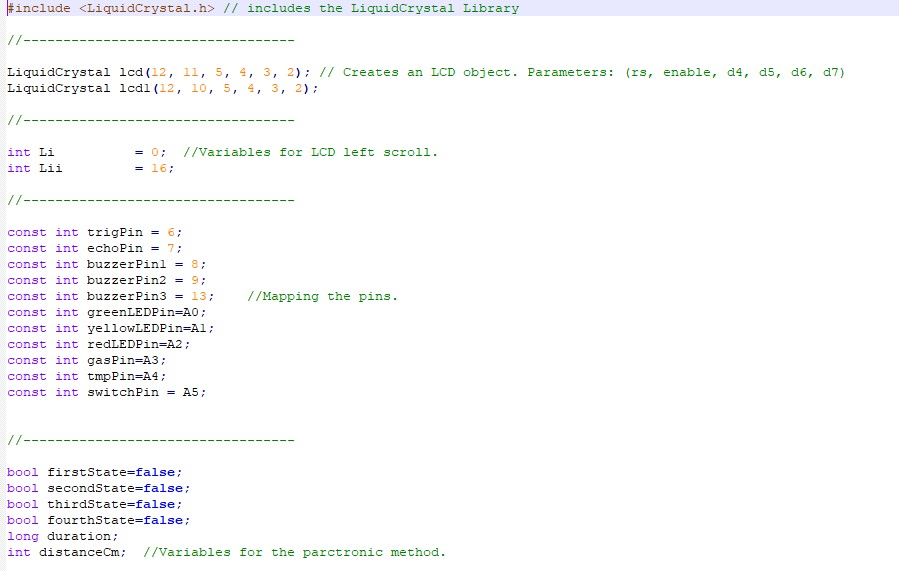 #include <LiquidCrystal.h> // includes the LiquidCrystal Library
//----------------------------------
LiquidCrystal lcd(12, 11, 5, 4, 3, 2); // Creates an LCD object. Parameters: (rs, enable, d4, d5, d6, d7)
LiquidCrystal lcd1(12, 10, 5, 4, 3, 2);
//----------------------------------
int Li          = 0;  //Variables for LCD left scroll.
int Lii         = 16;
//----------------------------------
const int trigPin = 6;
const int echoPin = 7;
const int buzzerPin1 = 8;
const int buzzerPin2 = 9;
const int buzzerPin3 = 13;    //Mapping the pins.
const int greenLEDPin=A0;
const int yellowLEDPin=A1;
const int redLEDPin=A2;
const int gasPin=A3;
const int tmpPin=A4;
const int switchPin = A5;
//----------------------------------
bool firstState=false;
bool secondState=false;
bool thirdState=false;
bool fourthState=false;
long duration;
int distanceCm;  //Variables for the parctronic method.